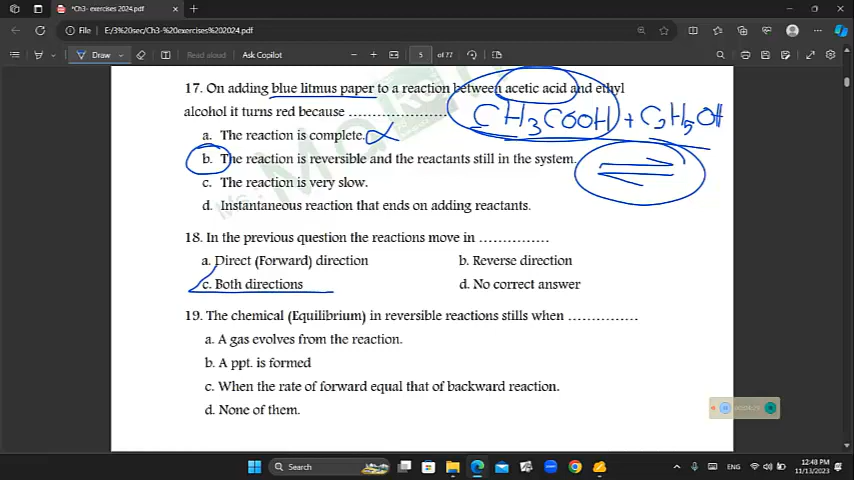 *Ch3- exercises 2024.pdf
File | E:/3%20sec/Ch3-%20exercises%202024.pdf
Draw
Read aloud
Ask Copilot
5 of 77
17. On adding blue litmus paper to a reaction between acetic acid and ethyl
alcohol it turns red because ......................
CH3COOH + C2H5OH
a. The reaction is complete.
b. The reaction is reversible and the reactants still in the system.
c. The reaction is very slow.
d. Instantaneous reaction that ends on adding reactants.
18. In the previous question the reactions move in ...............
a. Direct (Forward) direction b. Reverse direction
c. Both directions d. No correct answer
19. The chemical (Equilibrium) in reversible reactions stills when ...............
a. A gas evolves from the reaction.
b. A ppt. is formed
c. When the rate of forward equal that of backward reaction.
d. None of them.
Search
ENG
12:48 PM
11/13/2023